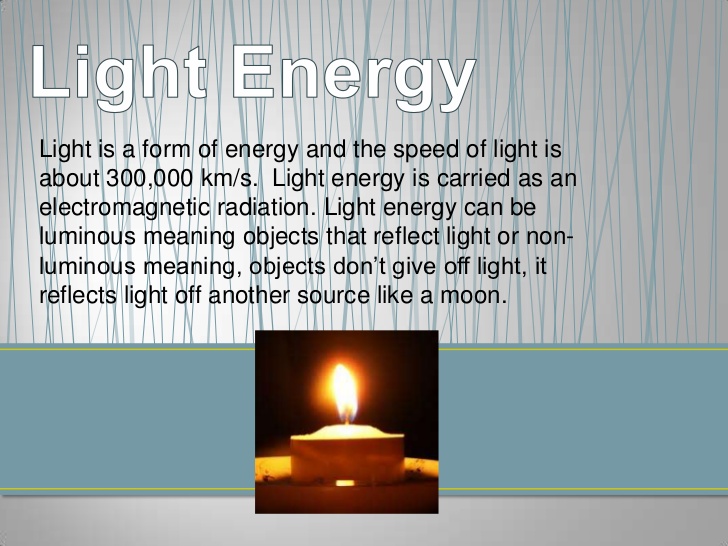 Light Energy
Light is a form of energy and the speed of light is
about 300,000 km/s.  Light energy is carried as an
electromagnetic radiation. Light energy can be
luminous meaning objects that reflect light or non-
luminous meaning, objects don’t give off light, it
reflects light off another source like a moon.